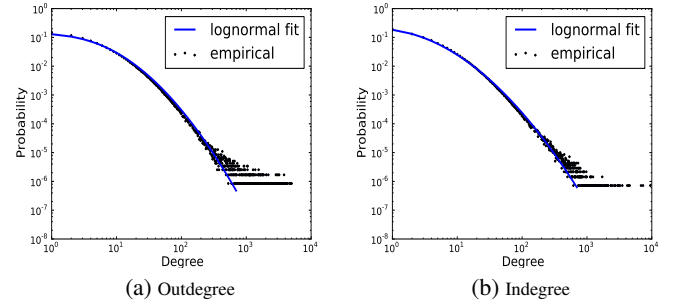 10^0
10^-1
10^-2
10^-3
10^-4
10^-5
10^-6
10^-7
10^-8
Probability
lognormal fit
empirical
10^0 10^1 10^2 10^3 10^4
Degree
(a) Outdegree
10^0
10^-1
10^-2
10^-3
10^-4
10^-5
10^-6
10^-7
10^-8
Probability
lognormal fit
empirical
10^0 10^1 10^2 10^3 10^4
Degree
(b) Indegree